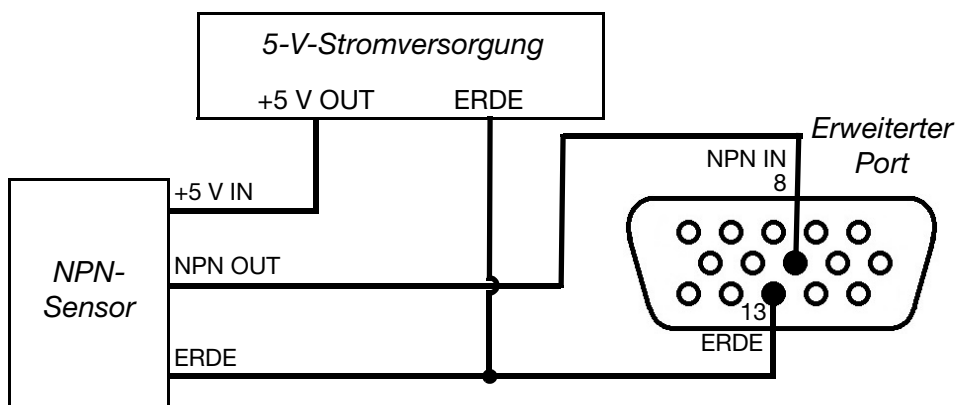 5-V-Stromversorgung
+5 V OUT ERDE
Erweiterter
Port
NPN IN
8
+5 V IN
NPN-
Sensor
NPN OUT
13
ERDE
ERDE